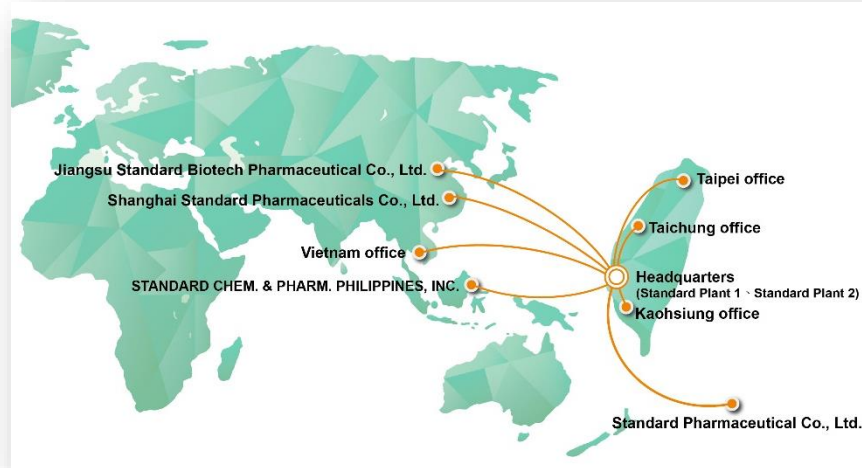 Jiangsu Standard Biotech Pharmaceutical Co., Ltd.
Shanghai Standard Pharmaceuticals Co., Ltd.
Vietnam office
STANDARD CHEM. & PHARM. PHILIPPINES, INC.
Taipei office
Taichung office
Headquarters
(Standard Plant 1、Standard Plant 2)
Kaohsiung office
Standard Pharmaceutical Co., Ltd.